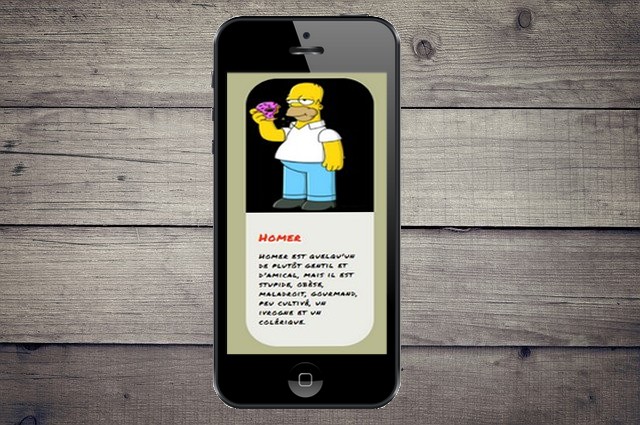 Homer
Homer est quelqu'un
de plutôt gentil et
d'amical, mais il est
stupide, obèse,
maladroit, gourmand,
peu cultivé, un
ivrogne et un
colérique.